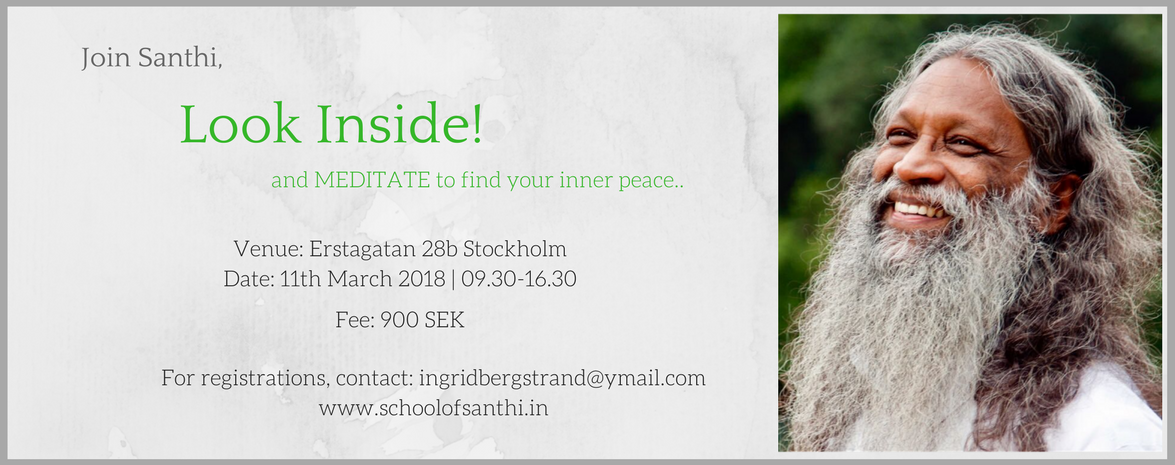 Join Santhi,
Look Inside!
and MEDITATE to find your inner peace..
Venue: Erstagatan 28b Stockholm
Date: 11th March 2018 | 09.30-16.30
Fee: 900 SEK
For registrations, contact: ingridbergstrand@ymail.com
www.schoolofsanthi.in